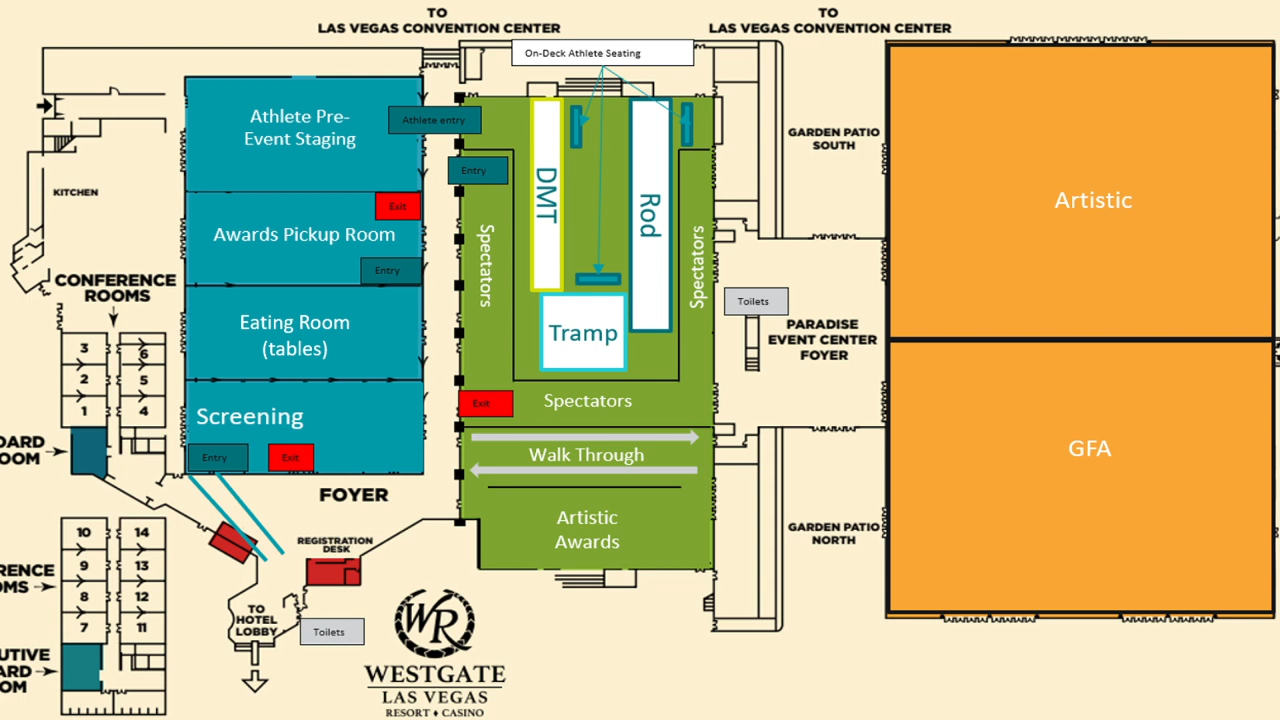 TO
LAS VEGAS CONVENTION CENTER
TO
LAS VEGAS CONVENTION CENTER
On-Deck Athlete Seating
Athlete Pre-
Event Staging
Athlete entry
Entry
KITCHEN
Exit
Awards Pickup Room
Entry
CONFERENCE
ROOMS
Eating Room
(tables)
3
2
1
6
5
4
Screening
Entry
Exit
OARD
OOM
FOYER
DMT
Rod
Tramp
Spectators
Spectators
Spectators
Exit
Walk Through
Artistic
Awards
Toilets
GARDEN PATIO
SOUTH
PARADISE
EVENT CENTER
FOYER
GARDEN PATIO
NORTH
Artistic
GFA
RENCE
OMS
10
9
8
7
14
13
12
11
UTIVE
ARD
OM
REGISTRATION
DESK
TO
HOTEL
LOBBY
Toilets
WR
WESTGATE
LAS VEGAS
RESORT ♦ CASINO